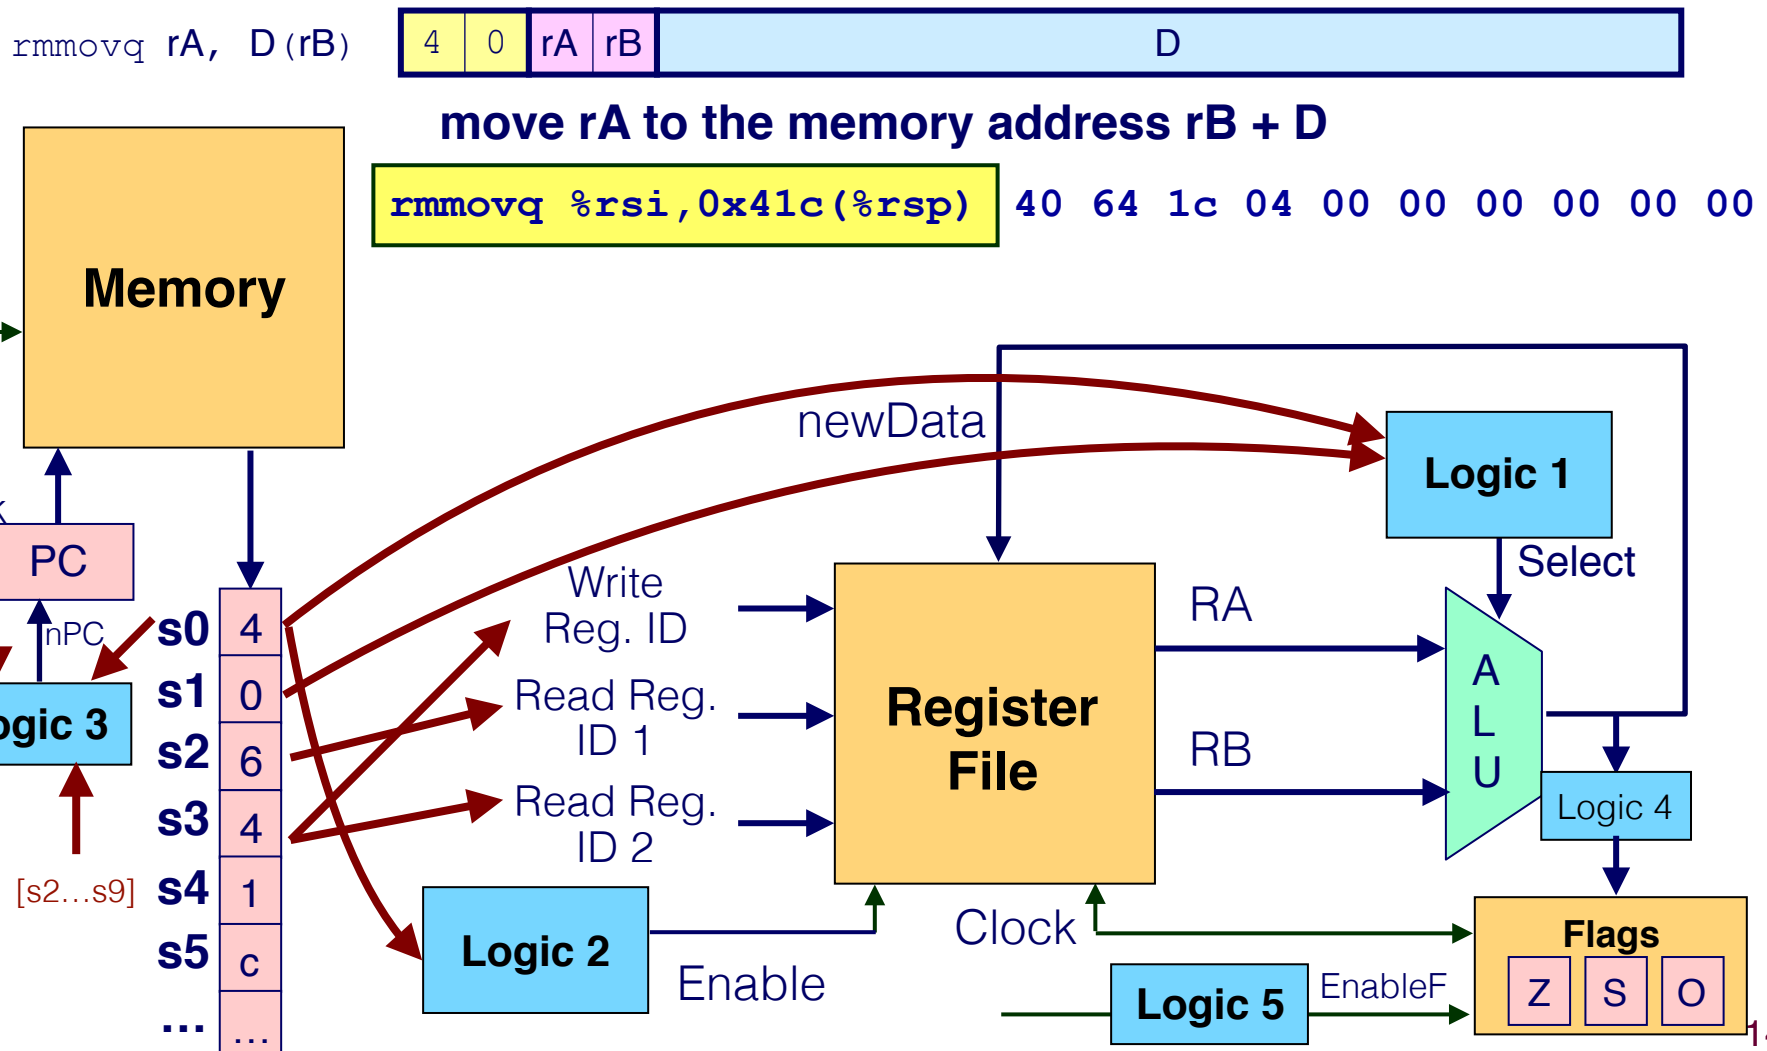 rmmovq rA, D(rB) 4 0 rA rB D
move rA to the memory address rB + D
rmmovq %rsi,0x41c(%rsp) 40 64 1c 04 00 00 00 00 00 00
Memory
newData
Logic 1
Select
PC
nPC
ogic 3
[s2...s9]
s0 4
s1 0
s2 6
s3 4
s4 1
s5 c
... ...
Write
Reg. ID
Read Reg.
ID 1
Read Reg.
ID 2
Register
File
RA
RB
A
L
U
Logic 4
Logic 2
Enable
Clock
Logic 5
EnableF
Flags
Z S O